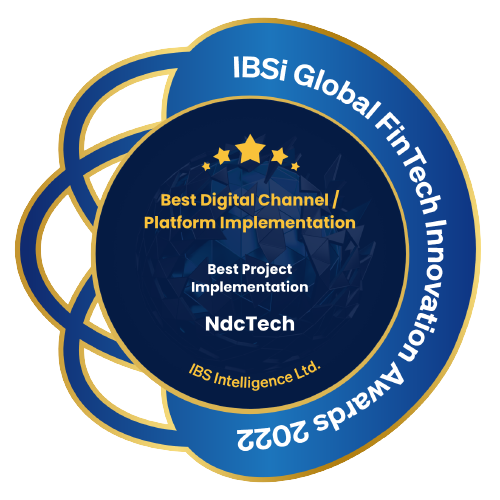 IBSi Global FinTech Innovation Awards 2022
Best Digital Channel /
Platform Implementation
Best Project
Implementation
NdcTech
IBS Intelligence Ltd.